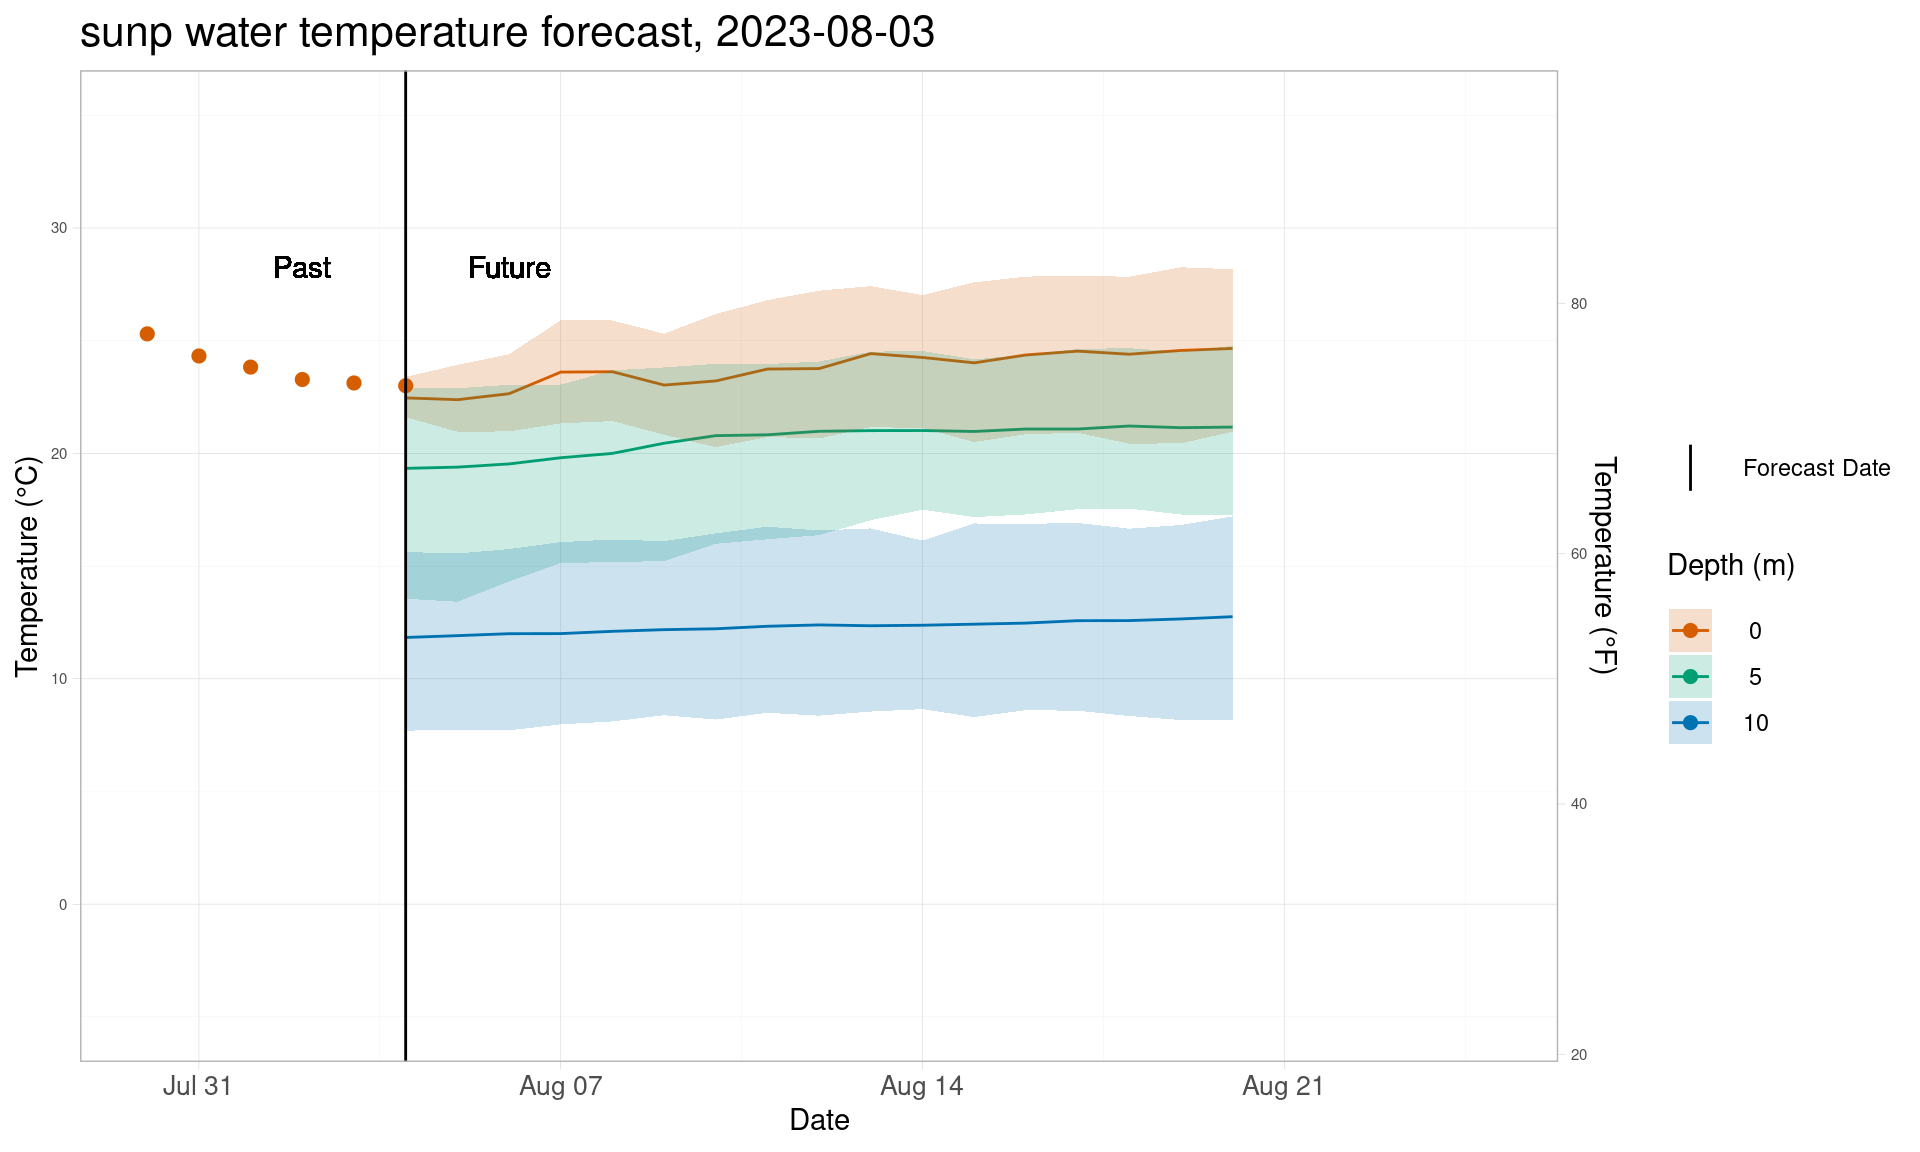 sunp water temperature forecast, 2023-08-03
Temperature (°C)
30
20
10
0
Past
Future
80
60
40
20
Temperature (°F)
Jul 31
Aug 07
Aug 14
Aug 21
Date
Forecast Date
Depth (m)
0
5
10